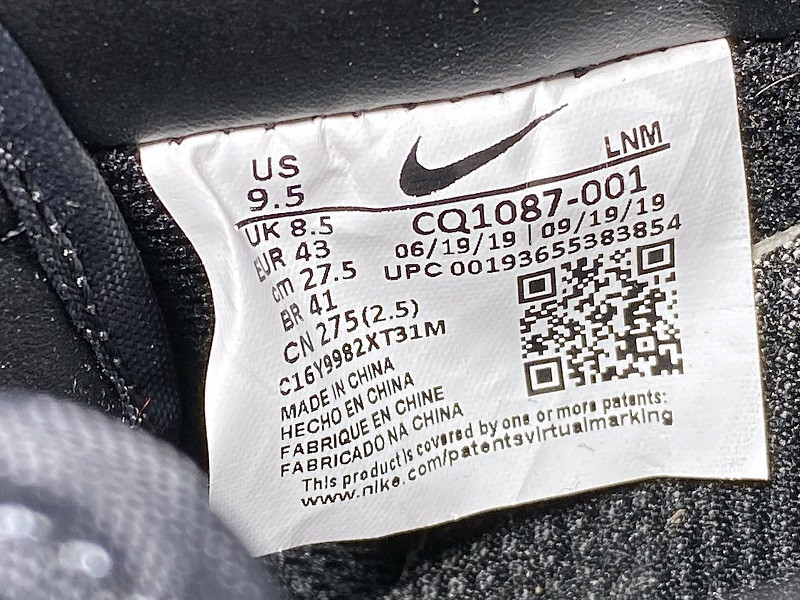 US
9.5
LNM
UK 8.5
EUR 43
cm 27.5
BR 41
CN 275(2.5)
C16Y9982XT31M
CQ1087-001
06/19/19 | 09/19/19
UPC 00193655383854
MADE IN CHINA
HECHO EN CHINA
FABRIQUE EN CHINE
FABRICADO NA CHINA
This product is covered by one or more patents:
www.nike.com/patentsvirtualmarking